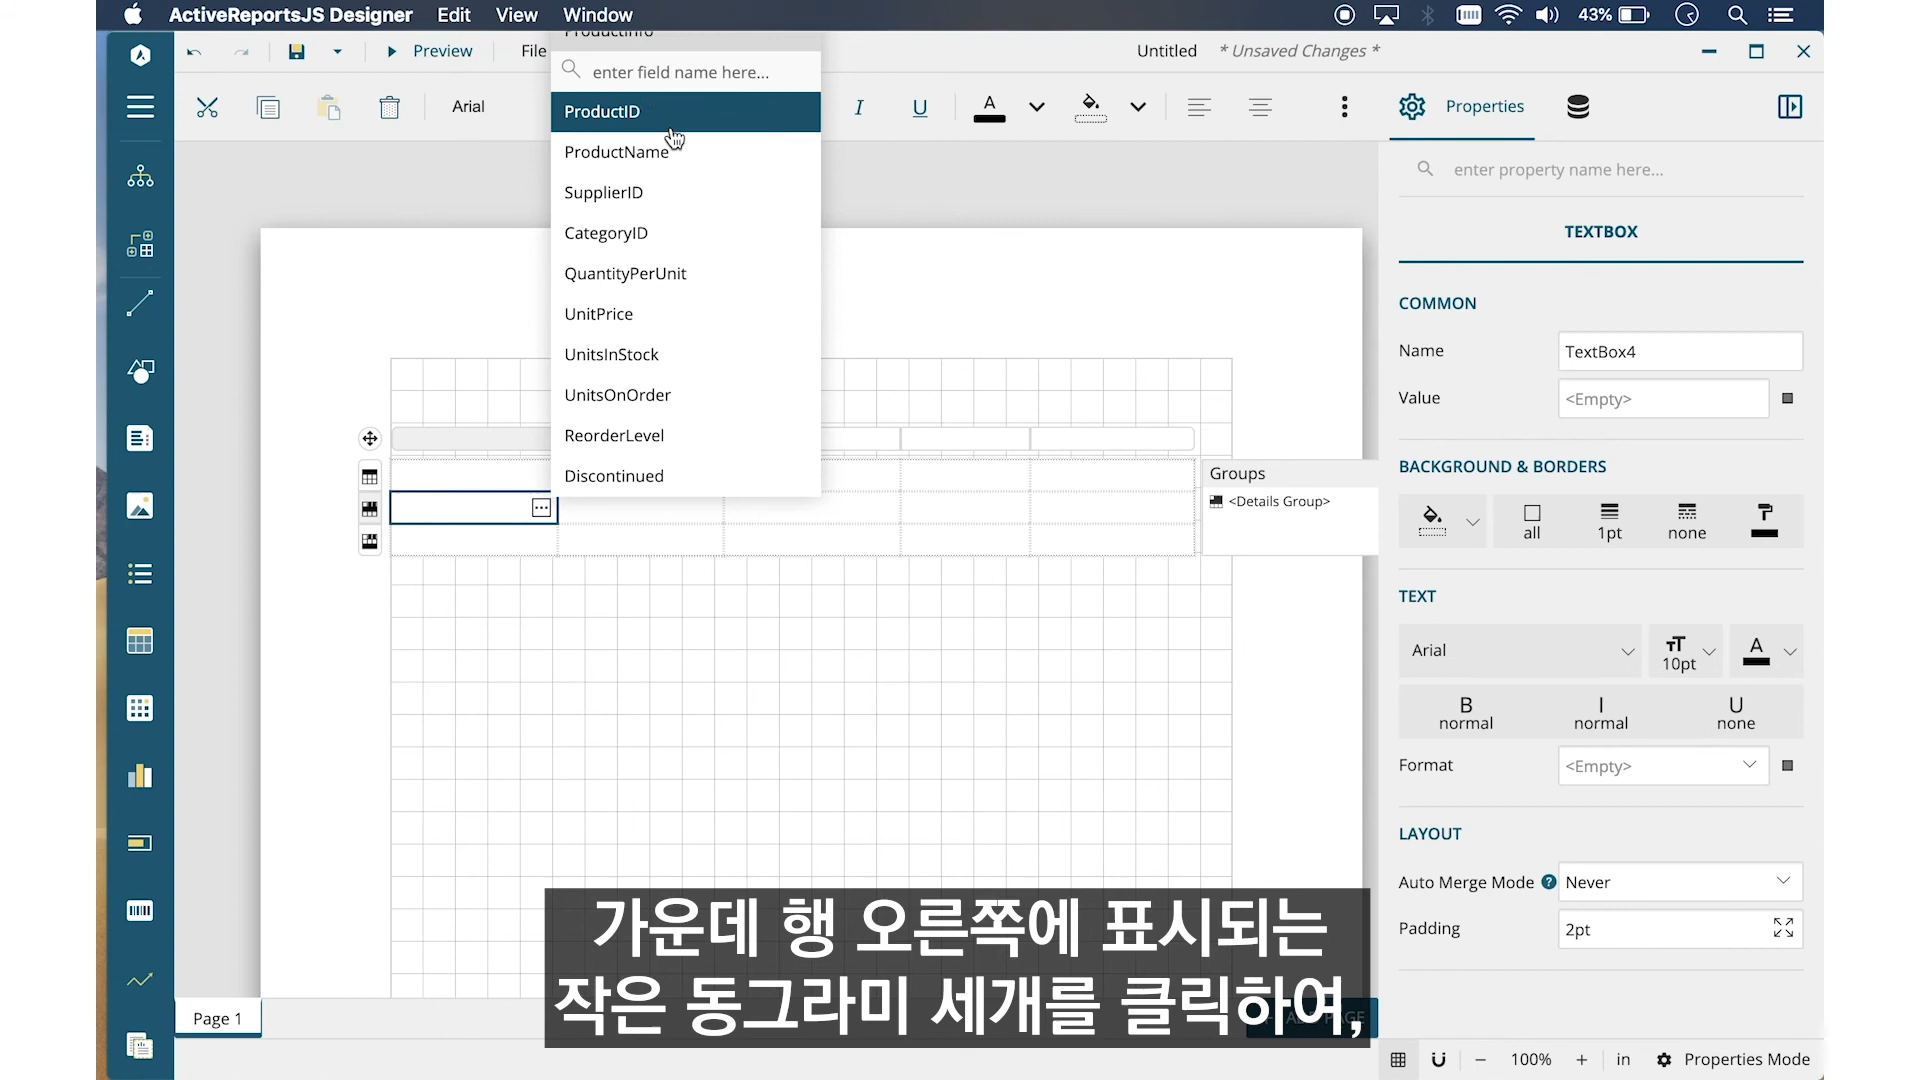 ActiveReportsJS Designer Edit View Window 43%
Preview File Untitled * Unsaved Changes *
ProductInfo
enter field name here...
Arial I U A Properties
ProductID
ProductName
SupplierID
CategoryID
QuantityPerUnit
UnitPrice
UnitsInStock
UnitsOnOrder
ReorderLevel
Discontinued
Groups
<Details Group>
enter property name here...
TEXTBOX
COMMON
Name TextBox4
Value <Empty>
BACKGROUND & BORDERS
all 1pt none
TEXT
Arial 10pt A
B I U
normal normal none
Format <Empty>
LAYOUT
Auto Merge Mode ? Never
Padding 2pt
가운데 행 오른쪽에 표시되는
작은 동그라미 세개를 클릭하여,
ADD PAGE
Page 1
100% in Properties Mode